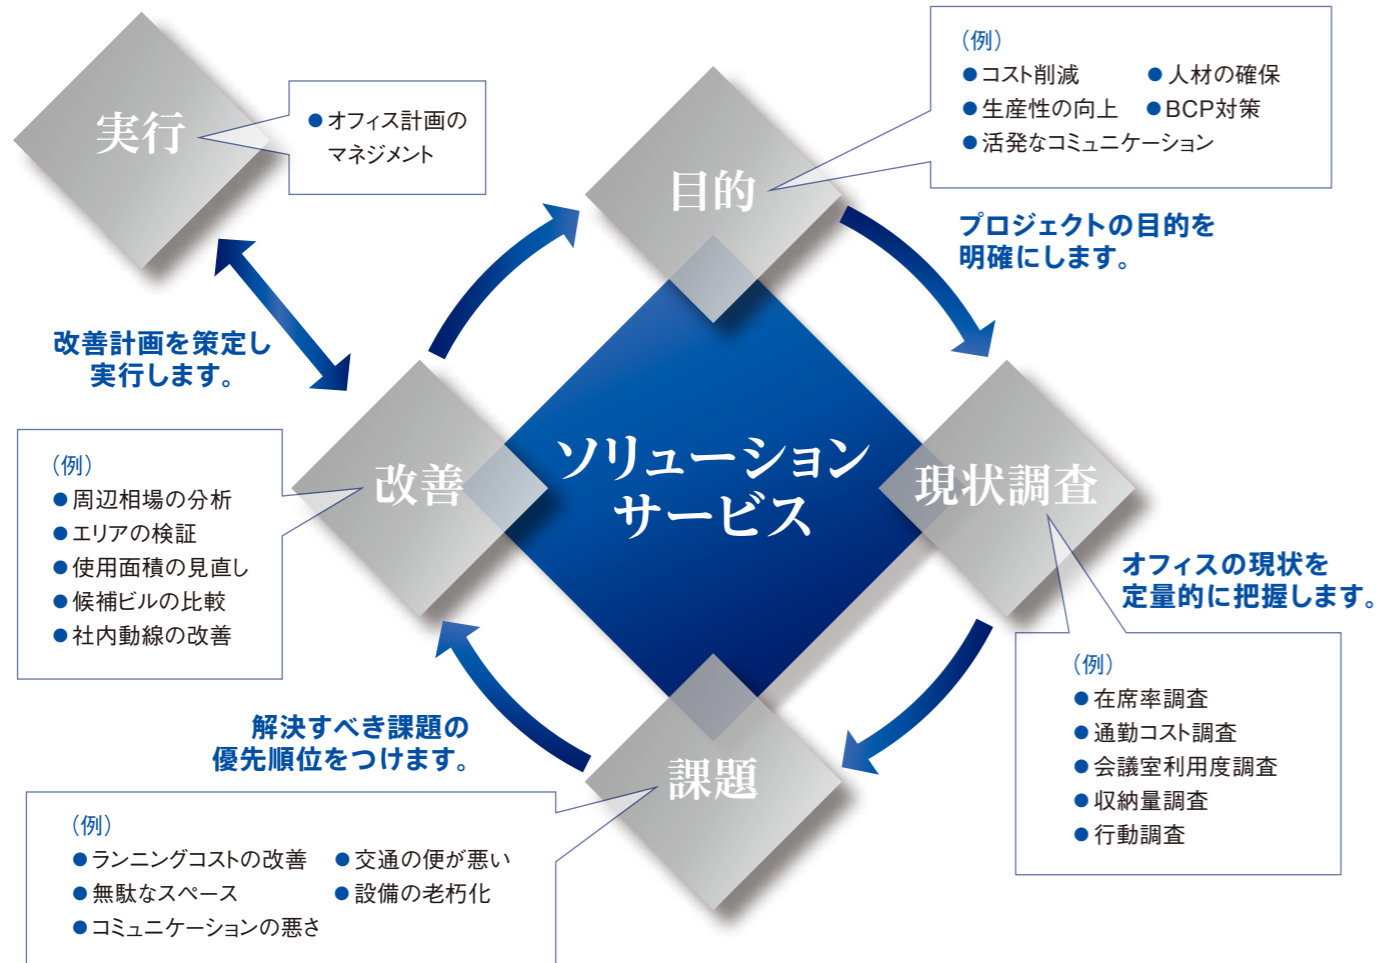 実行
●オフィス計画の
マネジメント
目的
（例）
●コスト削減 ●人材の確保
●生産性の向上 ●BCP対策
●活発なコミュニケーション
プロジェクトの目的を
明確にします。
改善計画を策定し
実行します。
改善
（例）
●周辺相場の分析
●エリアの検証
●使用面積の見直し
●候補ビルの比較
●社内動線の改善
ソリューション
サービス
現状調査
オフィスの現状を
定量的に把握します。
（例）
●在席率調査
●通勤コスト調査
●会議室利用度調査
●収納量調査
●行動調査
解決すべき課題の
優先順位をつけます。
課題
（例）
●ランニングコストの改善 ●交通の便が悪い
●無駄なスペース ●設備の老朽化
●コミュニケーションの悪さ